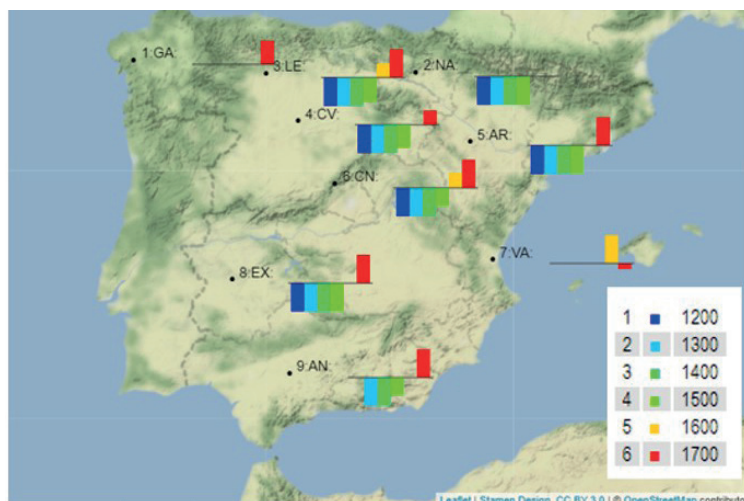 1:GA:
3:LE:
2:NA:
4:CV:
5:AR:
6:CN:
7:VA:
8:EX:
9:AN:
1 1200
2 1300
3 1400
4 1500
5 1600
6 1700
Leaflet | Stamen Design, CC BY 3.0 | © OpenStreetMap contributo